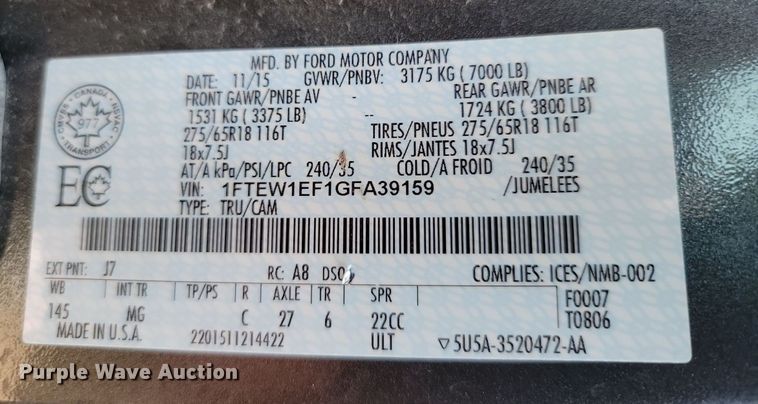 MFD. BY FORD MOTOR COMPANY
DATE: 11/15 GVWR/PNBV: 3175 KG ( 7000 LB)
FRONT GAWR/PNBE AV - REAR GAWR/PNBE AR
1531 KG ( 3375 LB) -- 1724 KG ( 3800 LB)
275/65R18 116T TIRES/PNEUS 275/65R18 116T
18x7.5J RIMS/JANTES 18x7.5J
AT/A kPa/PSI/LPC 240/35 COLD/A FROID 240/35
VIN: 1FTEW1EF1GFA39159 /JUMELEES
TYPE: TRU/CAM
CANADA
CMVSS NSVAC
977
TRANSPORT
EC
EXT PNT: J7 RC: A8 DSO: COMPLIES: ICES/NMB-002
WB INT TR TP/PS R AXLE TR SPR F0007
145 MG C 27 6 22CC T0806
MADE IN U.S.A. 2201511214422 ULT ▽5U5A-3520472-AA
Purple Wave Auction